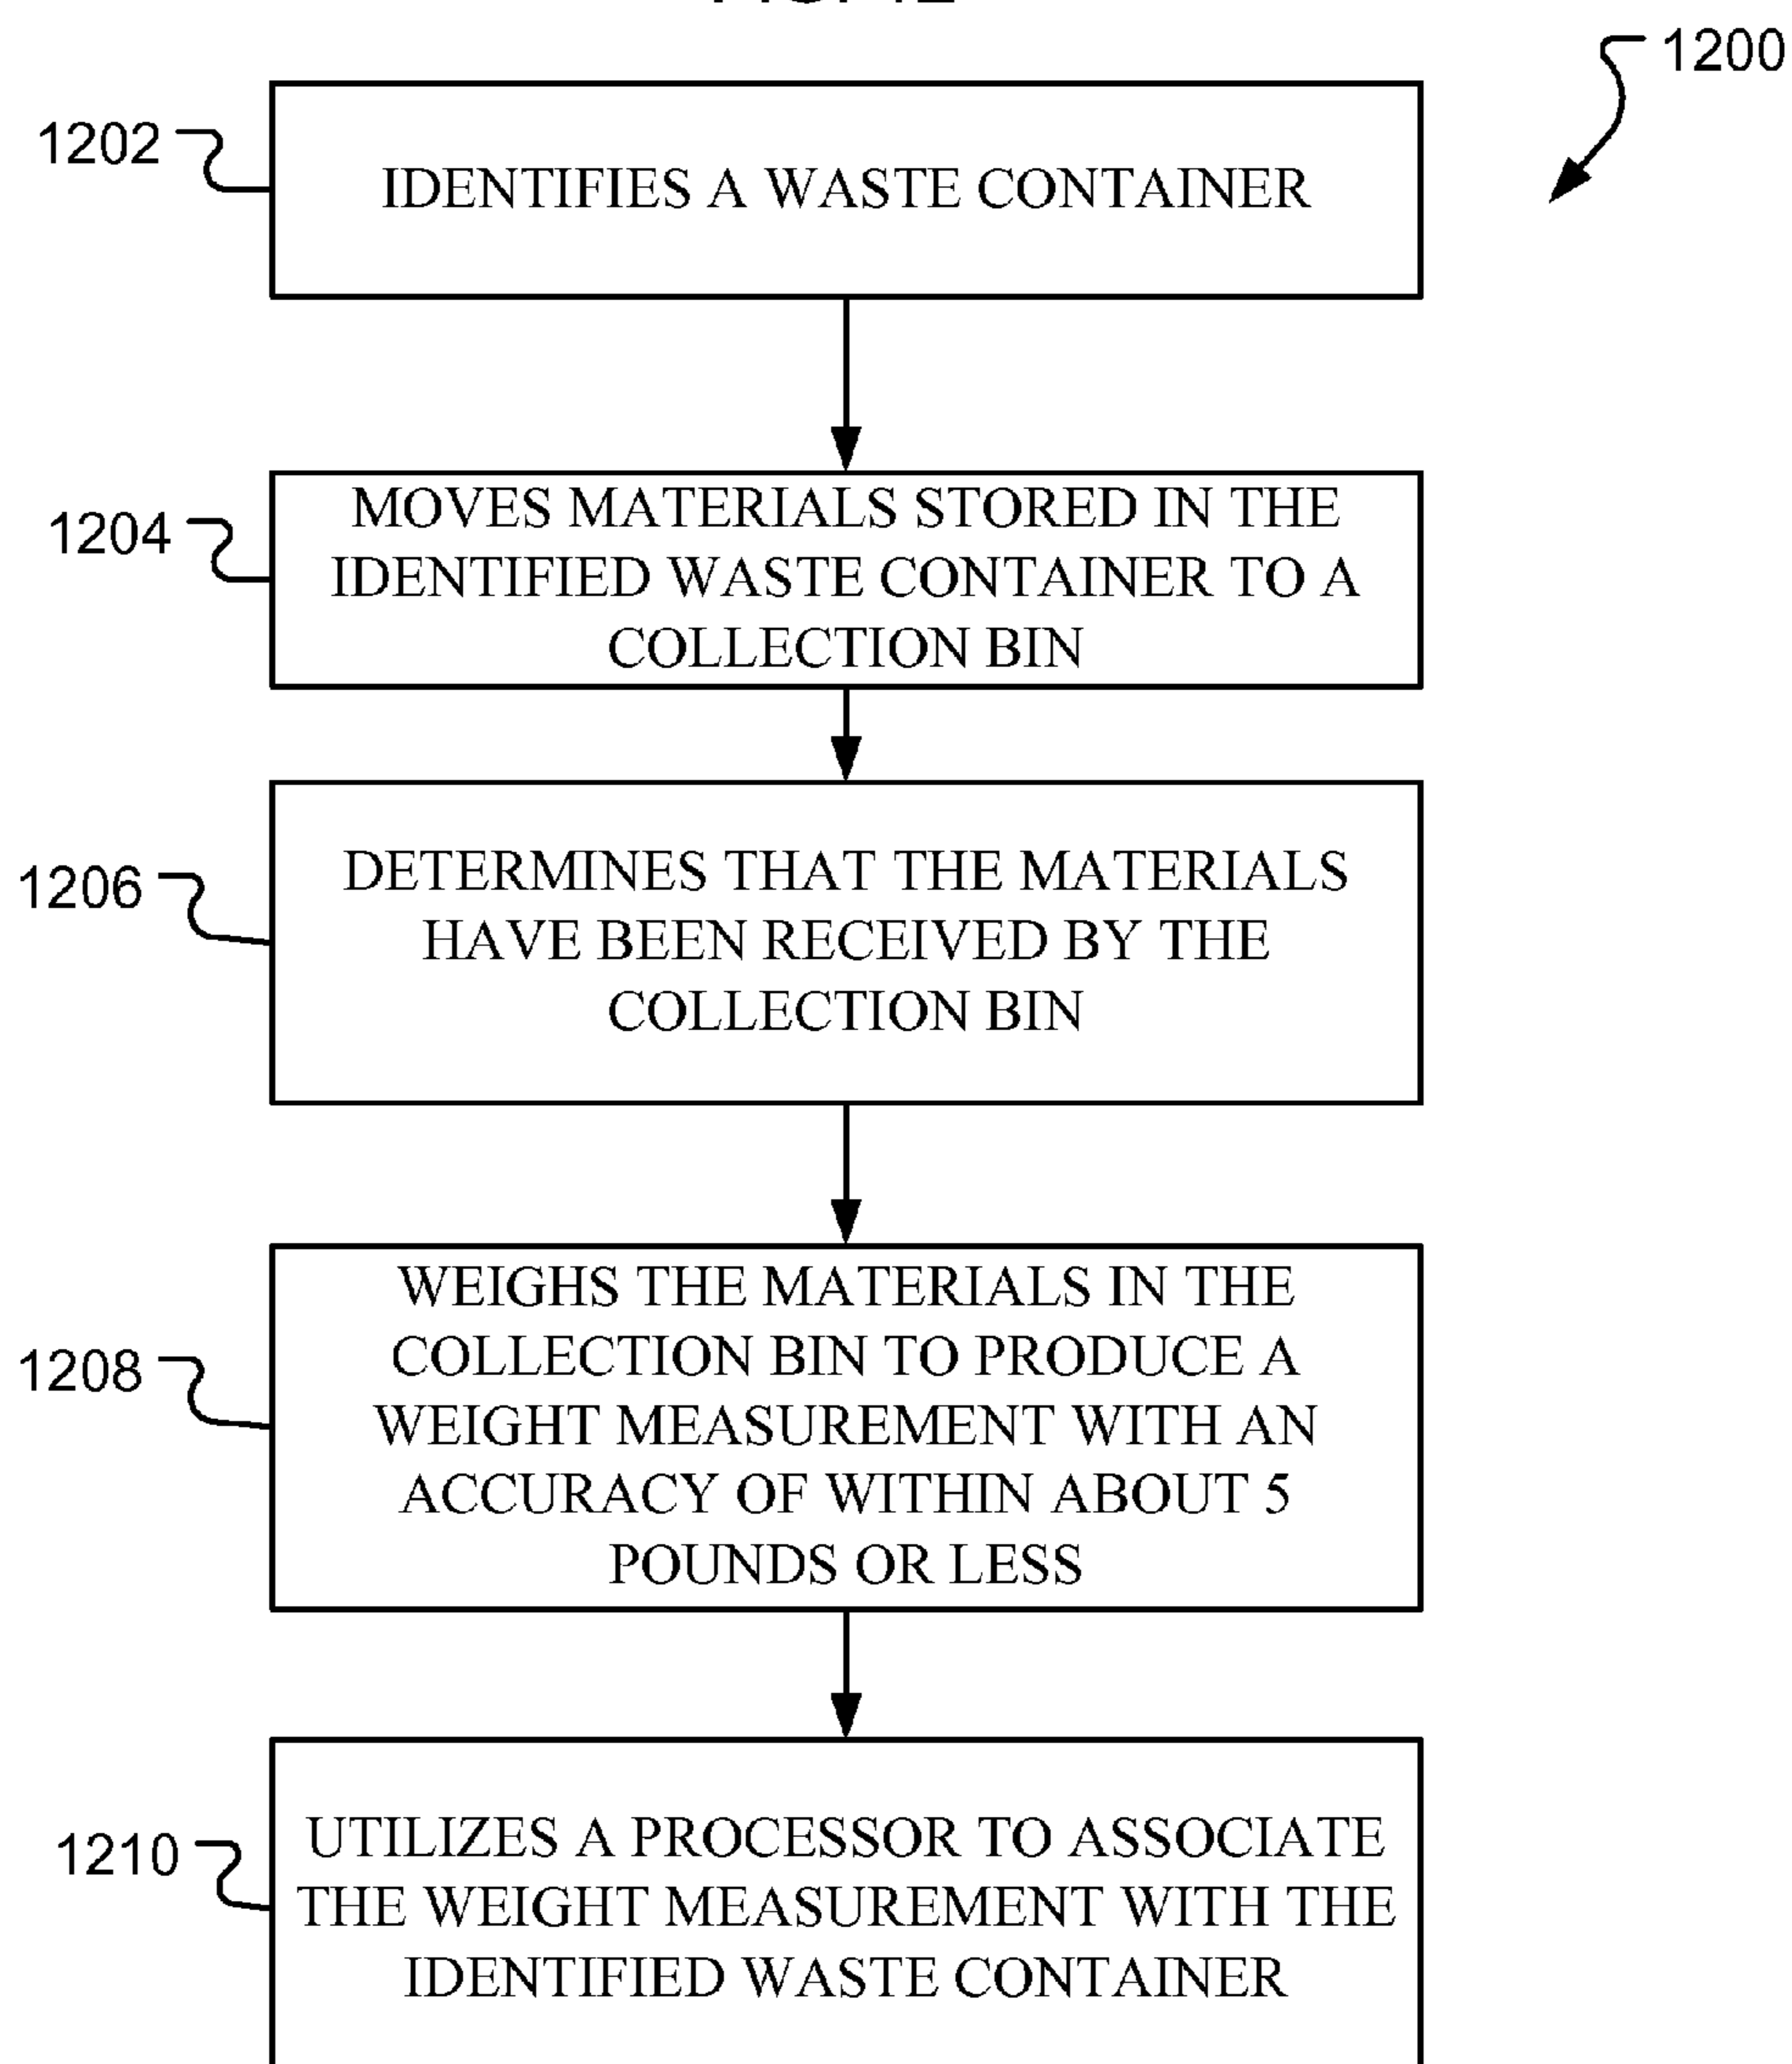 1200
1202
IDENTIFIES A WASTE CONTAINER
1204
MOVES MATERIALS STORED IN THE
IDENTIFIED WASTE CONTAINER TO A
COLLECTION BIN
1206
DETERMINES THAT THE MATERIALS
HAVE BEEN RECEIVED BY THE
COLLECTION BIN
1208
WEIGHS THE MATERIALS IN THE
COLLECTION BIN TO PRODUCE A
WEIGHT MEASUREMENT WITH AN
ACCURACY OF WITHIN ABOUT 5
POUNDS OR LESS
1210
UTILIZES A PROCESSOR TO ASSOCIATE
THE WEIGHT MEASUREMENT WITH THE
IDENTIFIED WASTE CONTAINER